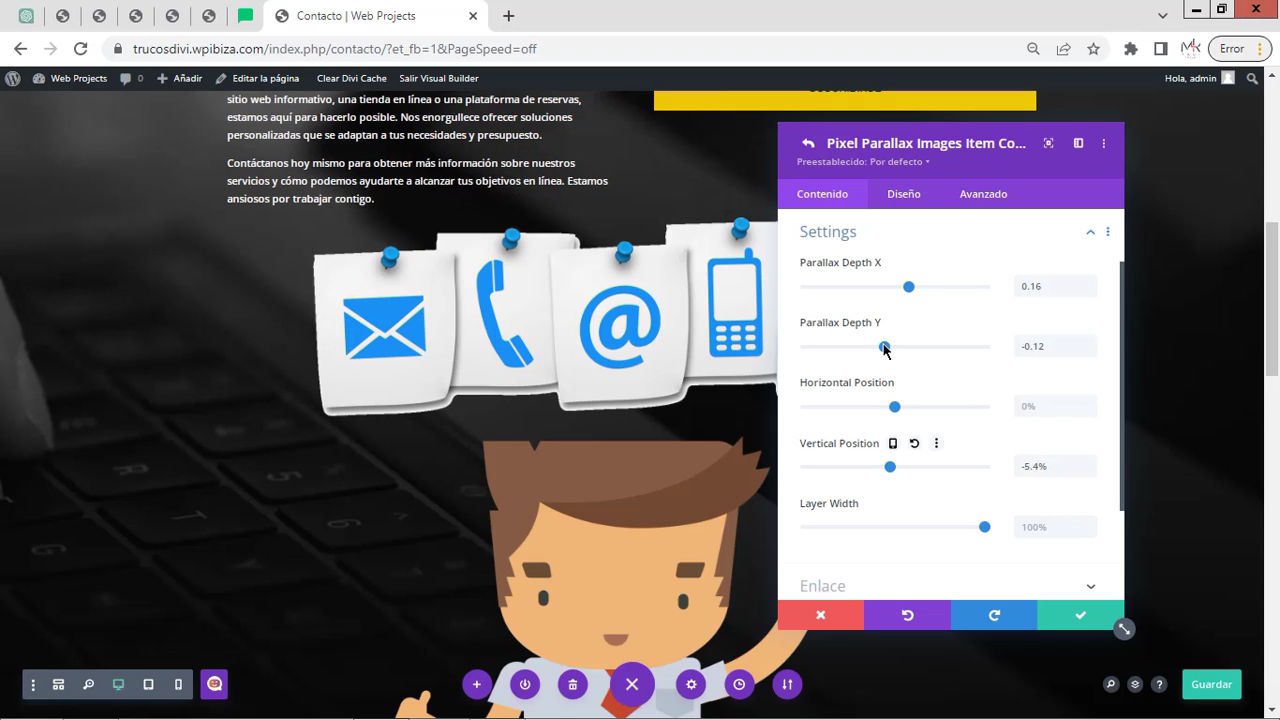 Contacto | Web Projects
trucosdivi.wpibiza.com/index.php/contacto/?et_fb=1&PageSpeed=off
Error
Web Projects
0
Añadir
Editar la página
Clear Divi Cache
Salir Visual Builder
Hola, admin
sitio web informativo, una tienda en línea o una plataforma de reservas,
estamos aquí para hacerlo posible. Nos enorgullece ofrecer soluciones
personalizadas que se adaptan a tus necesidades y presupuesto.
Contáctanos hoy mismo para obtener más información sobre nuestros
servicios y cómo podemos ayudarte a alcanzar tus objetivos en línea. Estamos
ansiosos por trabajar contigo.
@
Pixel Parallax Images Item Co...
Preestablecido: Por defecto
Contenido
Diseño
Avanzado
Settings
Parallax Depth X
0.16
Parallax Depth Y
-0.12
Horizontal Position
0%
Vertical Position
-5.4%
Layer Width
100%
Enlace
Guardar